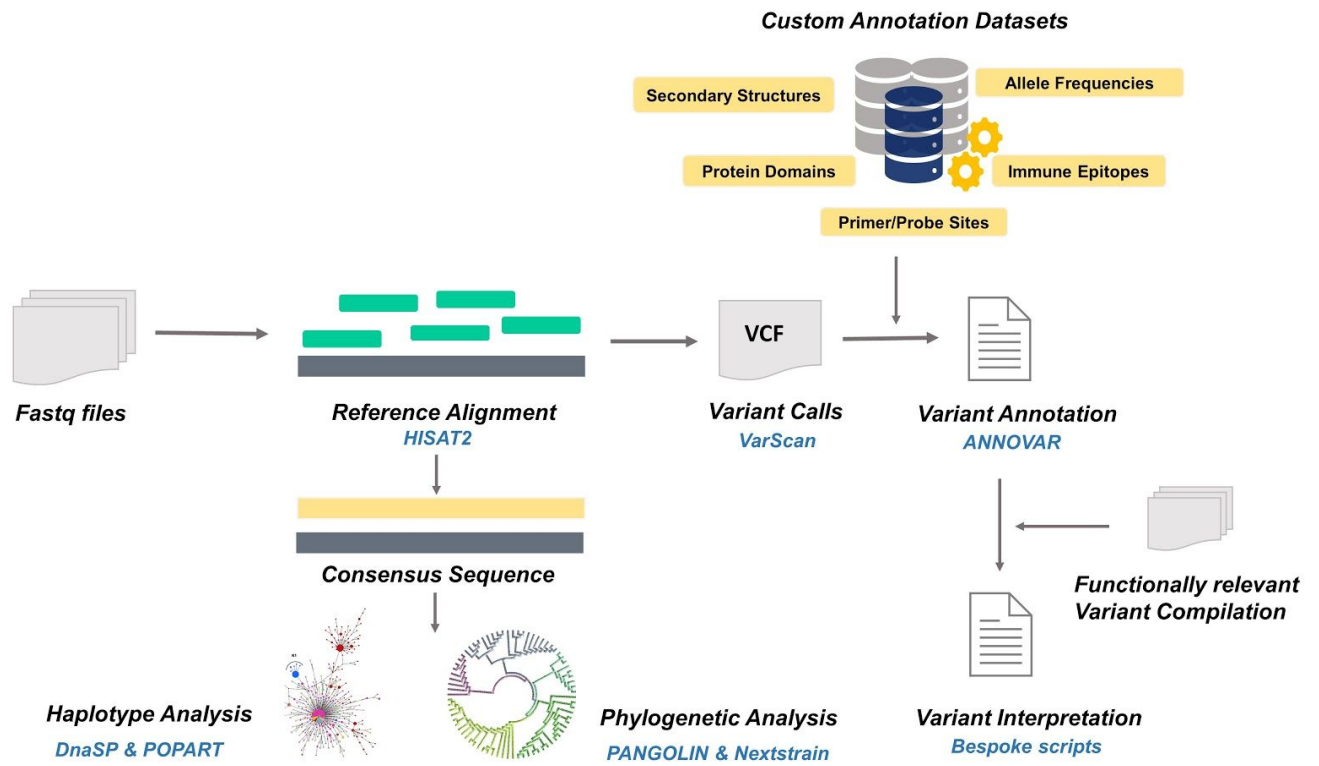 Custom Annotation Datasets
Secondary Structures
Allele Frequencies
Protein Domains
Immune Epitopes
Primer/Probe Sites
VCF
Fastq files
Reference Alignment
HISAT2
Variant Calls
VarScan
Variant Annotation
ANNOVAR
Consensus Sequence
Functionally relevant
Variant Compilation
Haplotype Analysis
DnaSP & POPART
Phylogenetic Analysis
PANGOLIN & Nextstrain
Variant Interpretation
Bespoke scripts